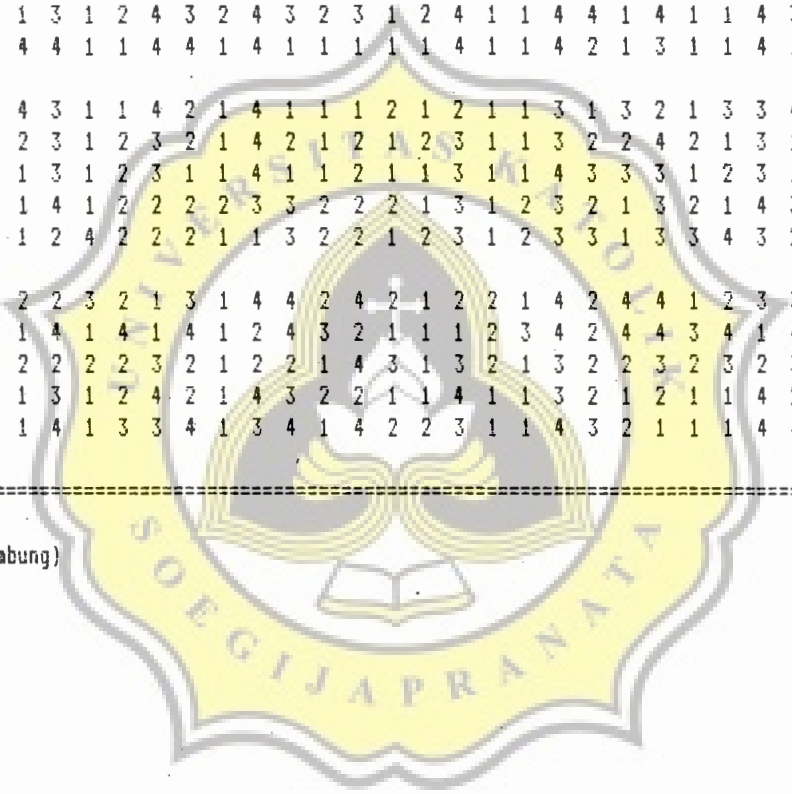 1 3 1 2 4 3 2 4 3 2 3 1 2 4 1 1 4 4 1 4 1 1 4
4 4 1 1 4 4 1 4 1 1 1 1 1 4 1 1 4 2 1 3 1 1 4
4 3 1 1 4 2 1 4 1 1 1 2 1 2 1 1 3 1 3 2 1 3 3
2 3 1 2 3 2 1 4 2 1 2 1 2 3 1 1 3 2 2 4 2 1 3
1 3 1 2 3 1 1 4 1 1 2 1 1 3 1 1 4 3 3 3 1 2 3
1 4 1 2 2 2 2 3 3 2 2 2 1 3 1 2 3 2 1 3 2 1 4
1 2 4 2 2 2 1 1 3 2 2 1 2 3 1 2 3 3 1 3 3 4 3
2 2 3 2 1 3 1 4 4 2 4 2 1 2 2 1 4 2 4 4 1 2 3
1 4 1 4 1 4 1 2 4 3 2 1 1 1 2 3 4 2 4 4 3 4 1
2 2 2 2 3 2 1 2 2 1 4 3 1 3 2 1 3 2 2 3 2 3 2
1 3 1 2 4 2 1 4 3 2 2 1 1 4 1 1 3 2 1 2 1 1 4
1 4 1 3 3 4 1 3 4 1 4 2 2 3 1 1 4 3 2 1 1 1 4
abung)
UNIVERSITAS KATOLIK
SOEGIJAPRANATA